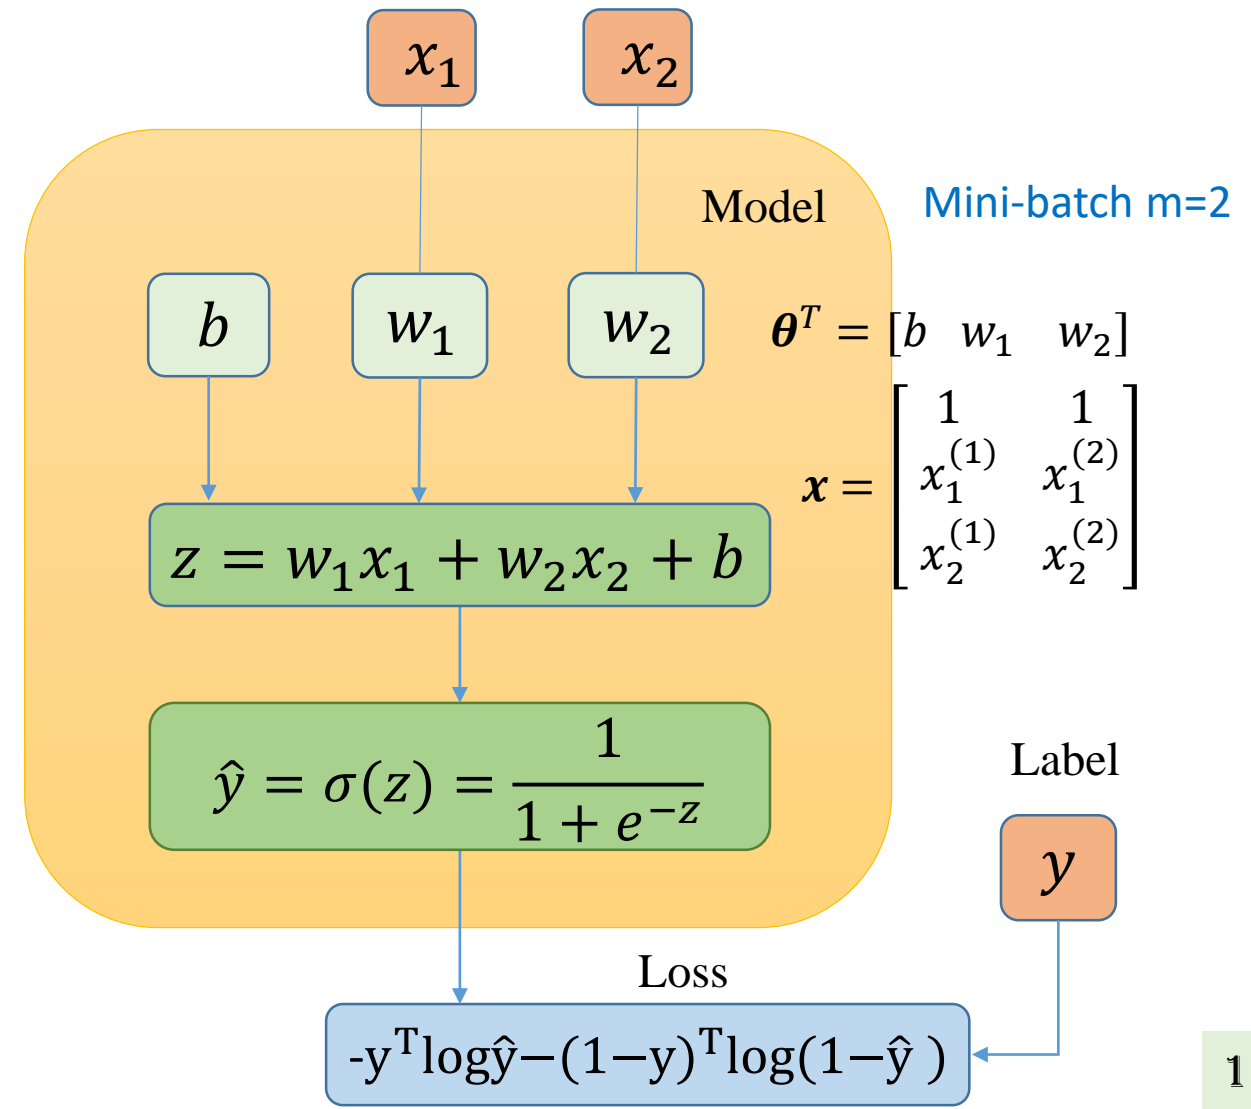 x₁ x₂
Model
Mini-batch m=2
b w₁ w₂
θᵀ = [b w₁ w₂]
x = [1 1
x₁⁽¹⁾ x₁⁽²⁾
x₂⁽¹⁾ x₂⁽²⁾]
z = w₁x₁ + w₂x₂ + b
ŷ = σ(z) = 1 / (1 + e⁻ᶻ)
Label
y
Loss
-yᵀlogŷ−(1−y)ᵀlog(1−ŷ )
1